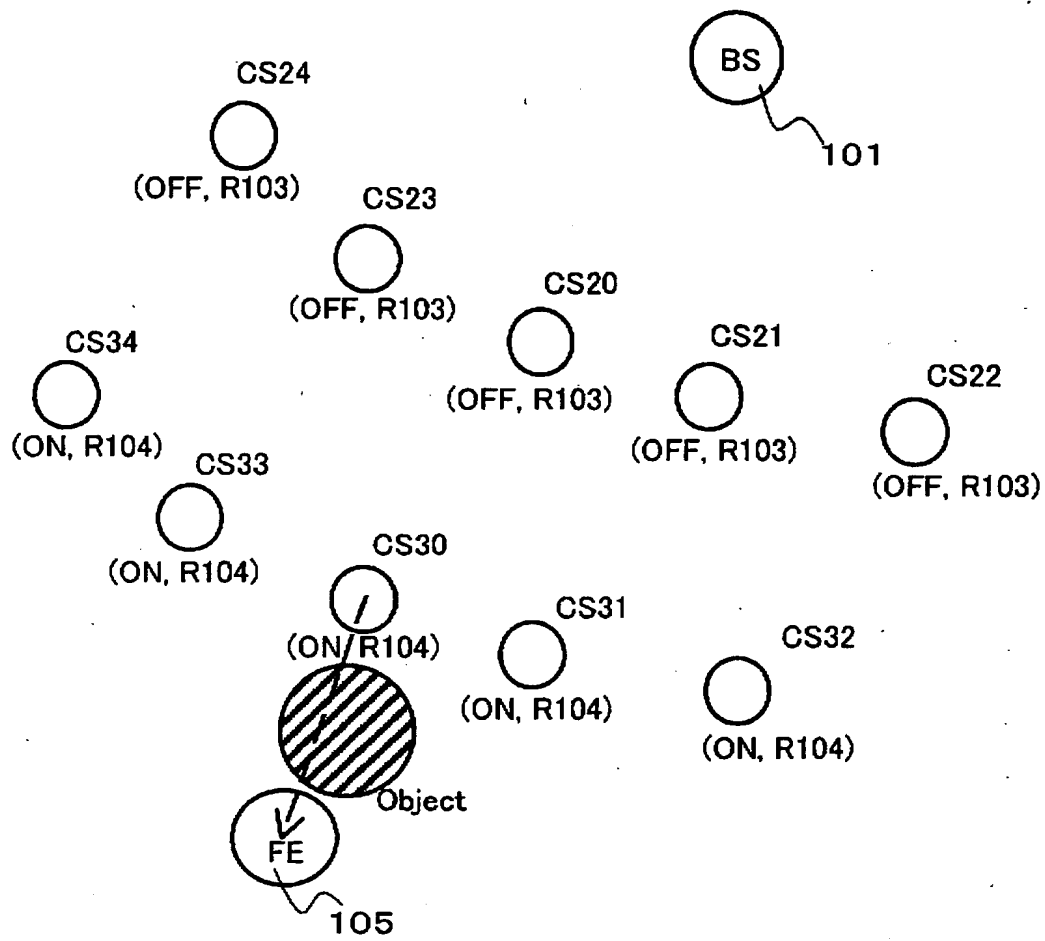 BS
101
CS24
(OFF, R103)
CS23
(OFF, R103)
CS20
(OFF, R103)
CS21
(OFF, R103)
CS22
(OFF, R103)
CS34
(ON, R104)
CS33
(ON, R104)
CS30
(ON, R104)
CS31
(ON, R104)
CS32
(ON, R104)
Object
FE
105